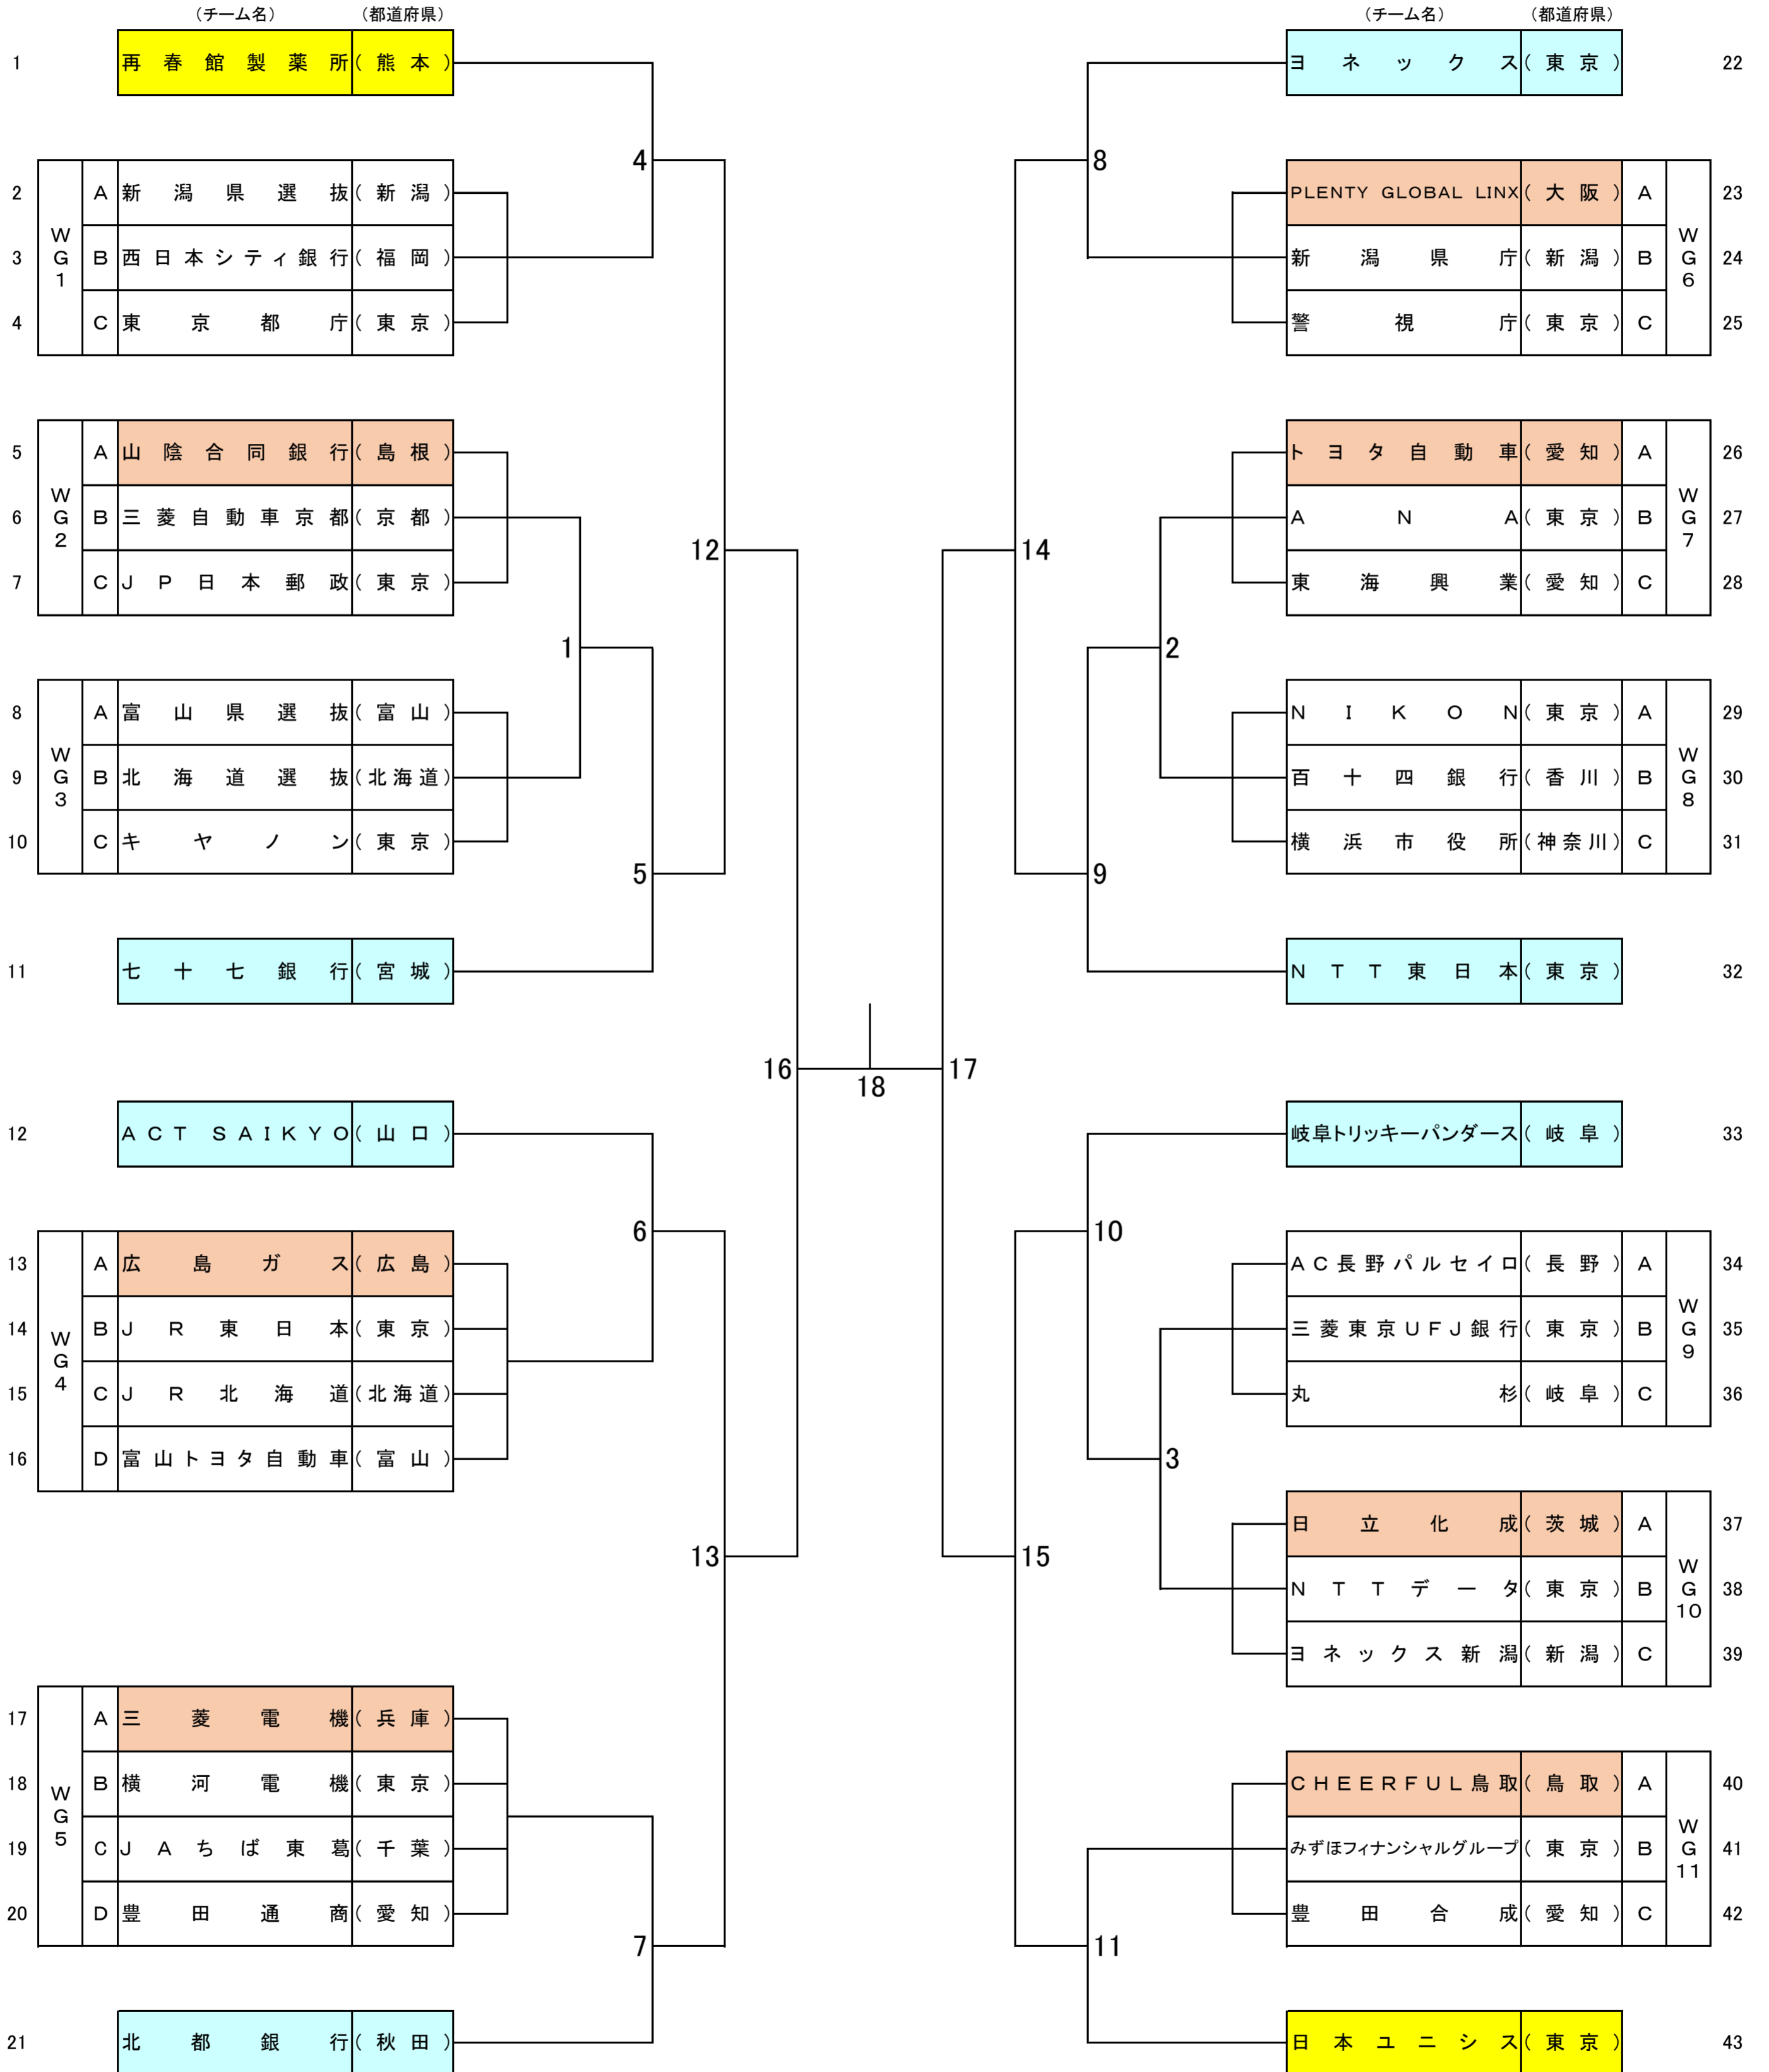 （チーム名） （都道府県）
1 再春館製薬所（熊本）
4
WG1
2 A 新潟県選抜（新潟）
3 B 西日本シティ銀行（福岡）
4 C 東京都庁（東京）
WG2
5 A 山陰合同銀行（島根）
6 B 三菱自動車京都（京都）
7 C ＪＰ日本郵政（東京）
12
1
WG3
8 A 富山県選抜（富山）
9 B 北海道選抜（北海道）
10 C キヤノン（東京）
5
11 七十七銀行（宮城）
16
18
12 ＡＣＴ ＳＡＩＫＹＯ（山口）
6
WG4
13 A 広島ガス（広島）
14 B ＪＲ東日本（東京）
15 C ＪＲ北海道（北海道）
16 D 富山トヨタ自動車（富山）
13
WG5
17 A 三菱電機（兵庫）
18 B 横河電機（東京）
19 C ＪＡちば東葛（千葉）
20 D 豊田通商（愛知）
7
21 北都銀行（秋田）
（チーム名） （都道府県）
ヨネックス（東京） 22
8
PLENTY GLOBAL LINX（大阪） A 23
新潟県庁（新潟） B 24
警視庁（東京） C 25
WG6
トヨタ自動車（愛知） A 26
ＡＮＡ（東京） B 27
東海興業（愛知） C 28
WG7
14
2
ＮＩＫＯＮ（東京） A 29
百十四銀行（香川） B 30
横浜市役所（神奈川） C 31
WG8
9
ＮＴＴ東日本（東京） 32
17
岐阜トリッキーパンダース（岐阜） 33
10
ＡＣ長野パルセイロ（長野） A 34
三菱東京ＵＦＪ銀行（東京） B 35
丸杉（岐阜） C 36
WG9
3
日立化成（茨城） A 37
ＮＴＴデータ（東京） B 38
ヨネックス新潟（新潟） C 39
WG10
15
ＣＨＥＥＲＦＵＬ鳥取（鳥取） A 40
みずほフィナンシャルグループ（東京） B 41
豊田合成（愛知） C 42
WG11
11
日本ユニシス（東京） 43